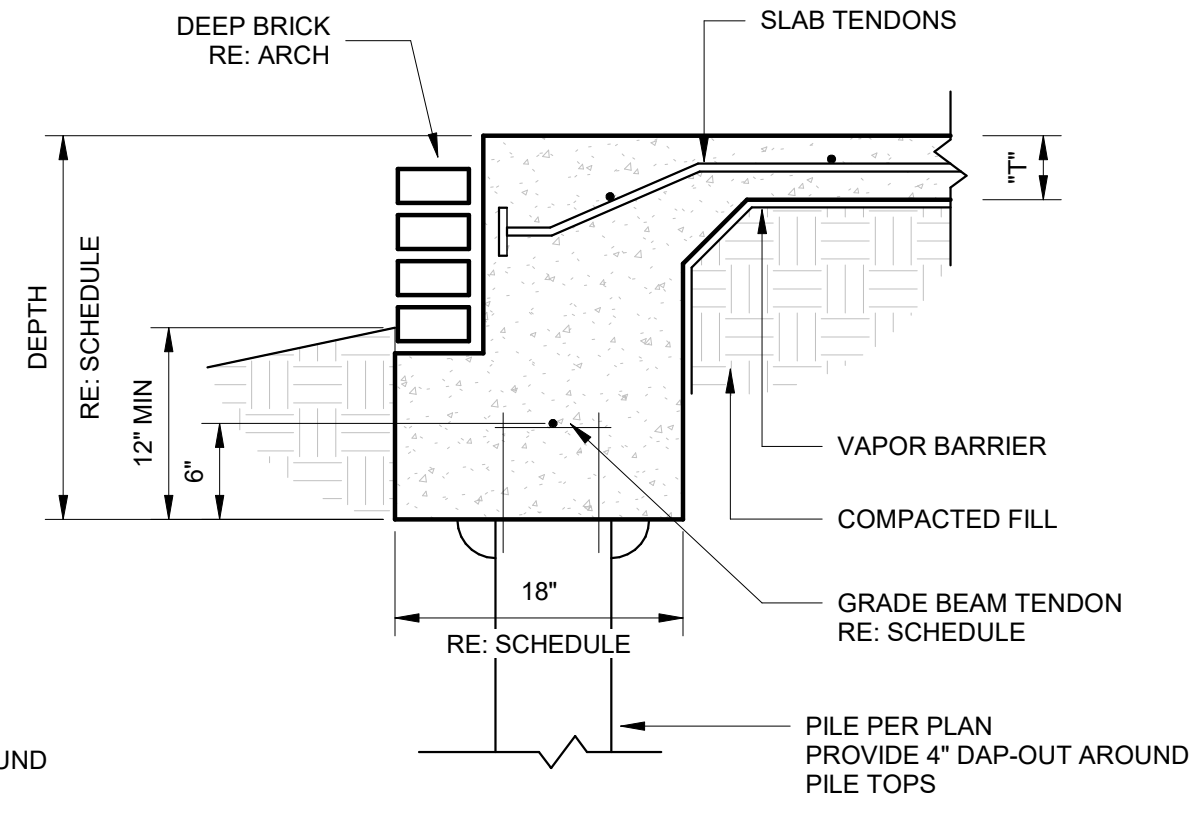 DEEP BRICK
RE: ARCH
SLAB TENDONS
"T"
DEPTH
RE: SCHEDULE
12" MIN
6"
VAPOR BARRIER
COMPACTED FILL
GRADE BEAM TENDON
RE: SCHEDULE
18"
RE: SCHEDULE
PILE PER PLAN
PROVIDE 4" DAP-OUT AROUND
PILE TOPS